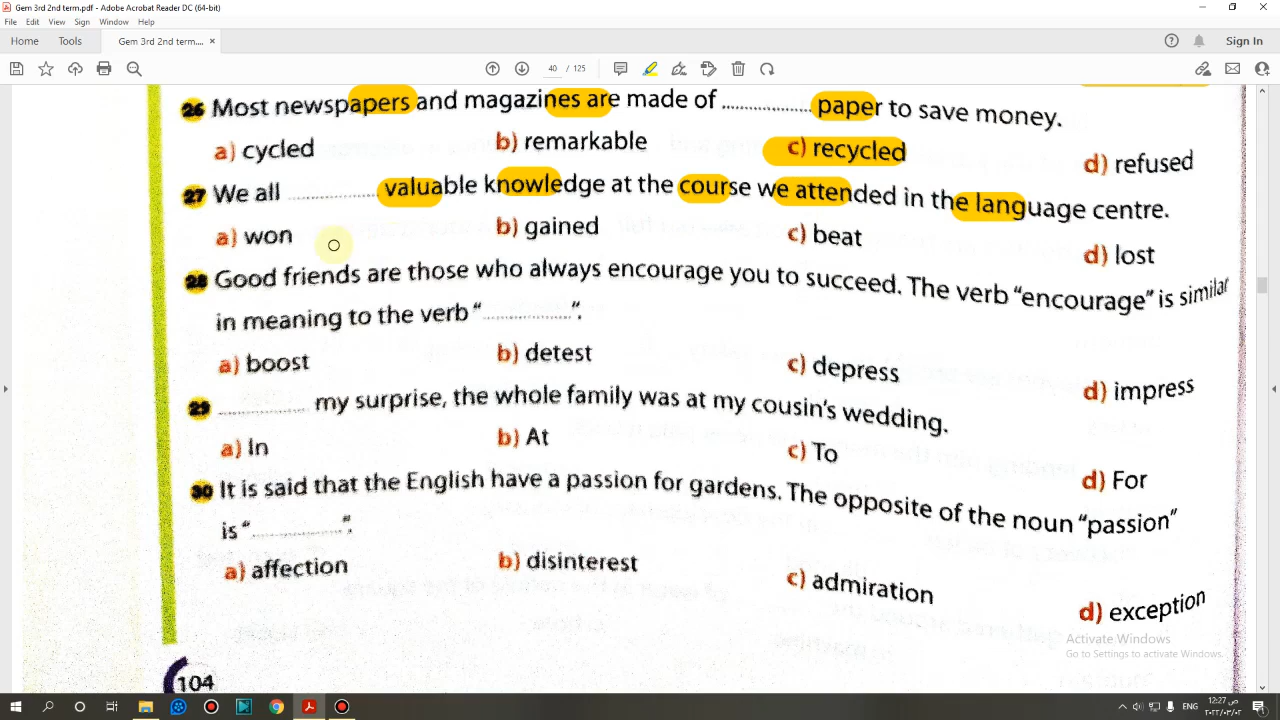 Gem 3rd 2nd term.pdf - Adobe Acrobat Reader DC (64-bit)
File Edit View Sign Window Help
Home Tools Gem 3rd 2nd term.... × Sign In
40 / 125
26 Most newspapers and magazines are made of .............. paper to save money.
a) cycled b) remarkable c) recycled d) refused
27 We all .............. valuable knowledge at the course we attended in the language centre.
a) won b) gained c) beat d) lost
28 Good friends are those who always encourage you to succeed. The verb "encourage" is similar
in meaning to the verb "..............".
a) boost b) detest c) depress d) impress
29 .............. my surprise, the whole family was at my cousin's wedding.
a) In b) At c) To d) For
30 It is said that the English have a passion for gardens. The opposite of the noun "passion"
is "..............".
a) affection b) disinterest c) admiration d) exception
Activate Windows
Go to Settings to activate Windows.
104
12:27 ص
٢٠٢٢/٠٣/٠٢